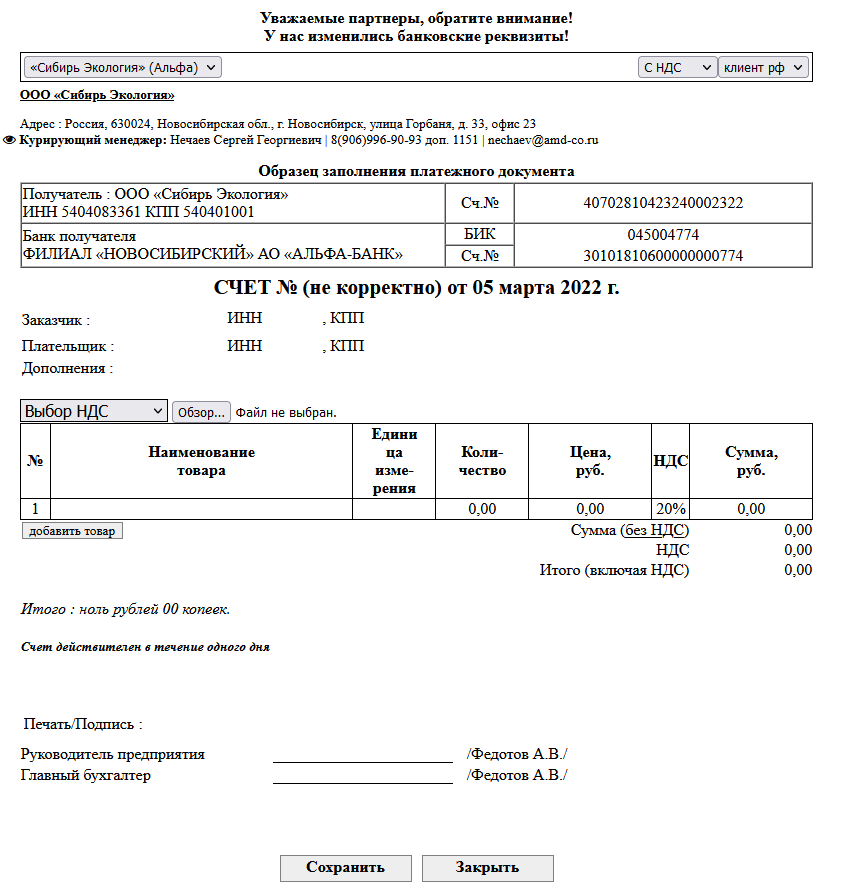 Уважаемые партнеры, обратите внимание!
У нас изменились банковские реквизиты!
«Сибирь Экология» (Альфа) С НДС клиент рф
ООО «Сибирь Экология»
Адрес : Россия, 630024, Новосибирская обл., г. Новосибирск, улица Горбаня, д. 33, офис 23
Курирующий менеджер: Нечаев Сергей Георгиевич | 8(906)996-90-93 доп. 1151 | nechaev@amd-co.ru
Образец заполнения платежного документа
Получатель : ООО «Сибирь Экология»
ИНН 5404083361 КПП 540401001
Сч.№ 40702810423240002322
Банк получателя
ФИЛИАЛ «НОВОСИБИРСКИЙ» АО «АЛЬФА-БАНК»
БИК 045004774
Сч.№ 30101810600000000774
СЧЕТ № (не корректно) от 05 марта 2022 г.
Заказчик : ИНН , КПП
Плательщик : ИНН , КПП
Дополнения :
Выбор НДС Обзор... Файл не выбран.
№
Наименование
товара
Едини
ца
изме-
рения
Коли-
чество
Цена,
руб.
НДС
Сумма,
руб.
1 0,00 0,00 20% 0,00
добавить товар Сумма (без НДС) 0,00
НДС 0,00
Итого (включая НДС) 0,00
Итого : ноль рублей 00 копеек.
Счет действителен в течение одного дня
Печать/Подпись :
Руководитель предприятия /Федотов А.В./
Главный бухгалтер /Федотов А.В./
Сохранить Закрыть